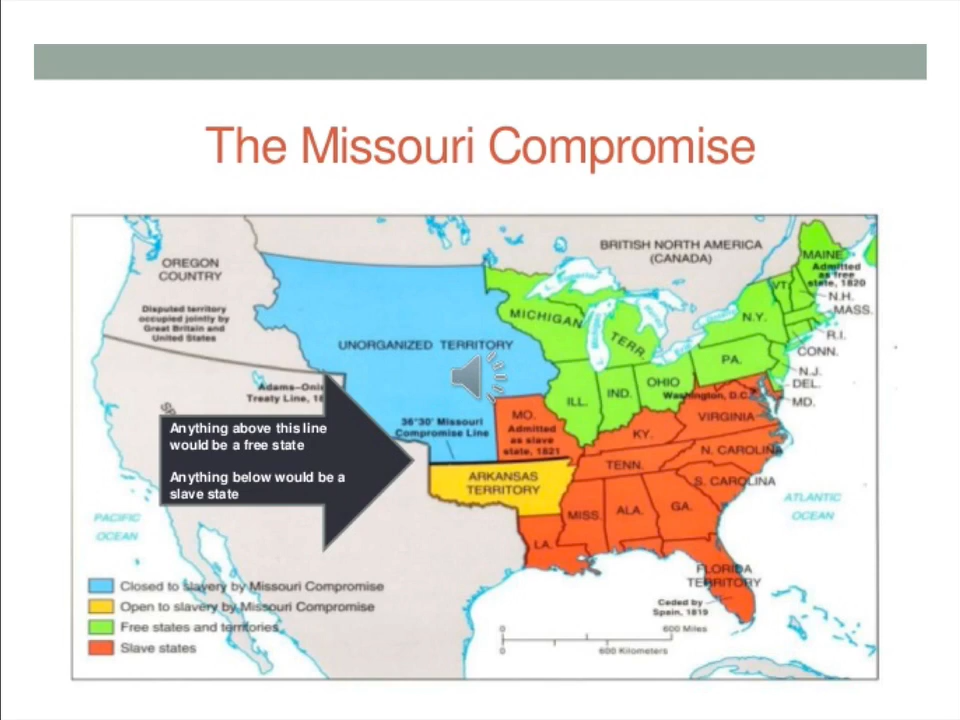 The Missouri Compromise
BRITISH NORTH AMERICA
(CANADA)
OREGON
COUNTRY
Disputed territory
occupied jointly by
Great Britain and
United States
MAINE
Admitted
as free
state, 1820
VT.
N.H.
MASS.
N.Y.
R.I.
CONN.
MICHIGAN
TERR.
UNORGANIZED TERRITORY
PA.
N.J.
DEL.
MD.
OHIO
IND.
ILL.
Washington, D.C.
Treaty Line,
36°30' Missouri
Compromise Line
MO.
Admitted
as slave
state, 1821
VIRGINIA
KY.
N. CAROLINA
TENN.
S. CAROLINA
Anything above this line
would be a free state
Anything below would be a
slave state
ARKANSAS
TERRITORY
MISS.
ALA.
GA.
LA.
ATLANTIC
OCEAN
PACIFIC
OCEAN
FLORIDA
TERRITORY
Ceded by
Spain, 1819
Closed to slavery by Missouri Compromise
Open to slavery by Missouri Compromise
Free states and territories
Slave states
0
600 Miles
0
600 Kilometers